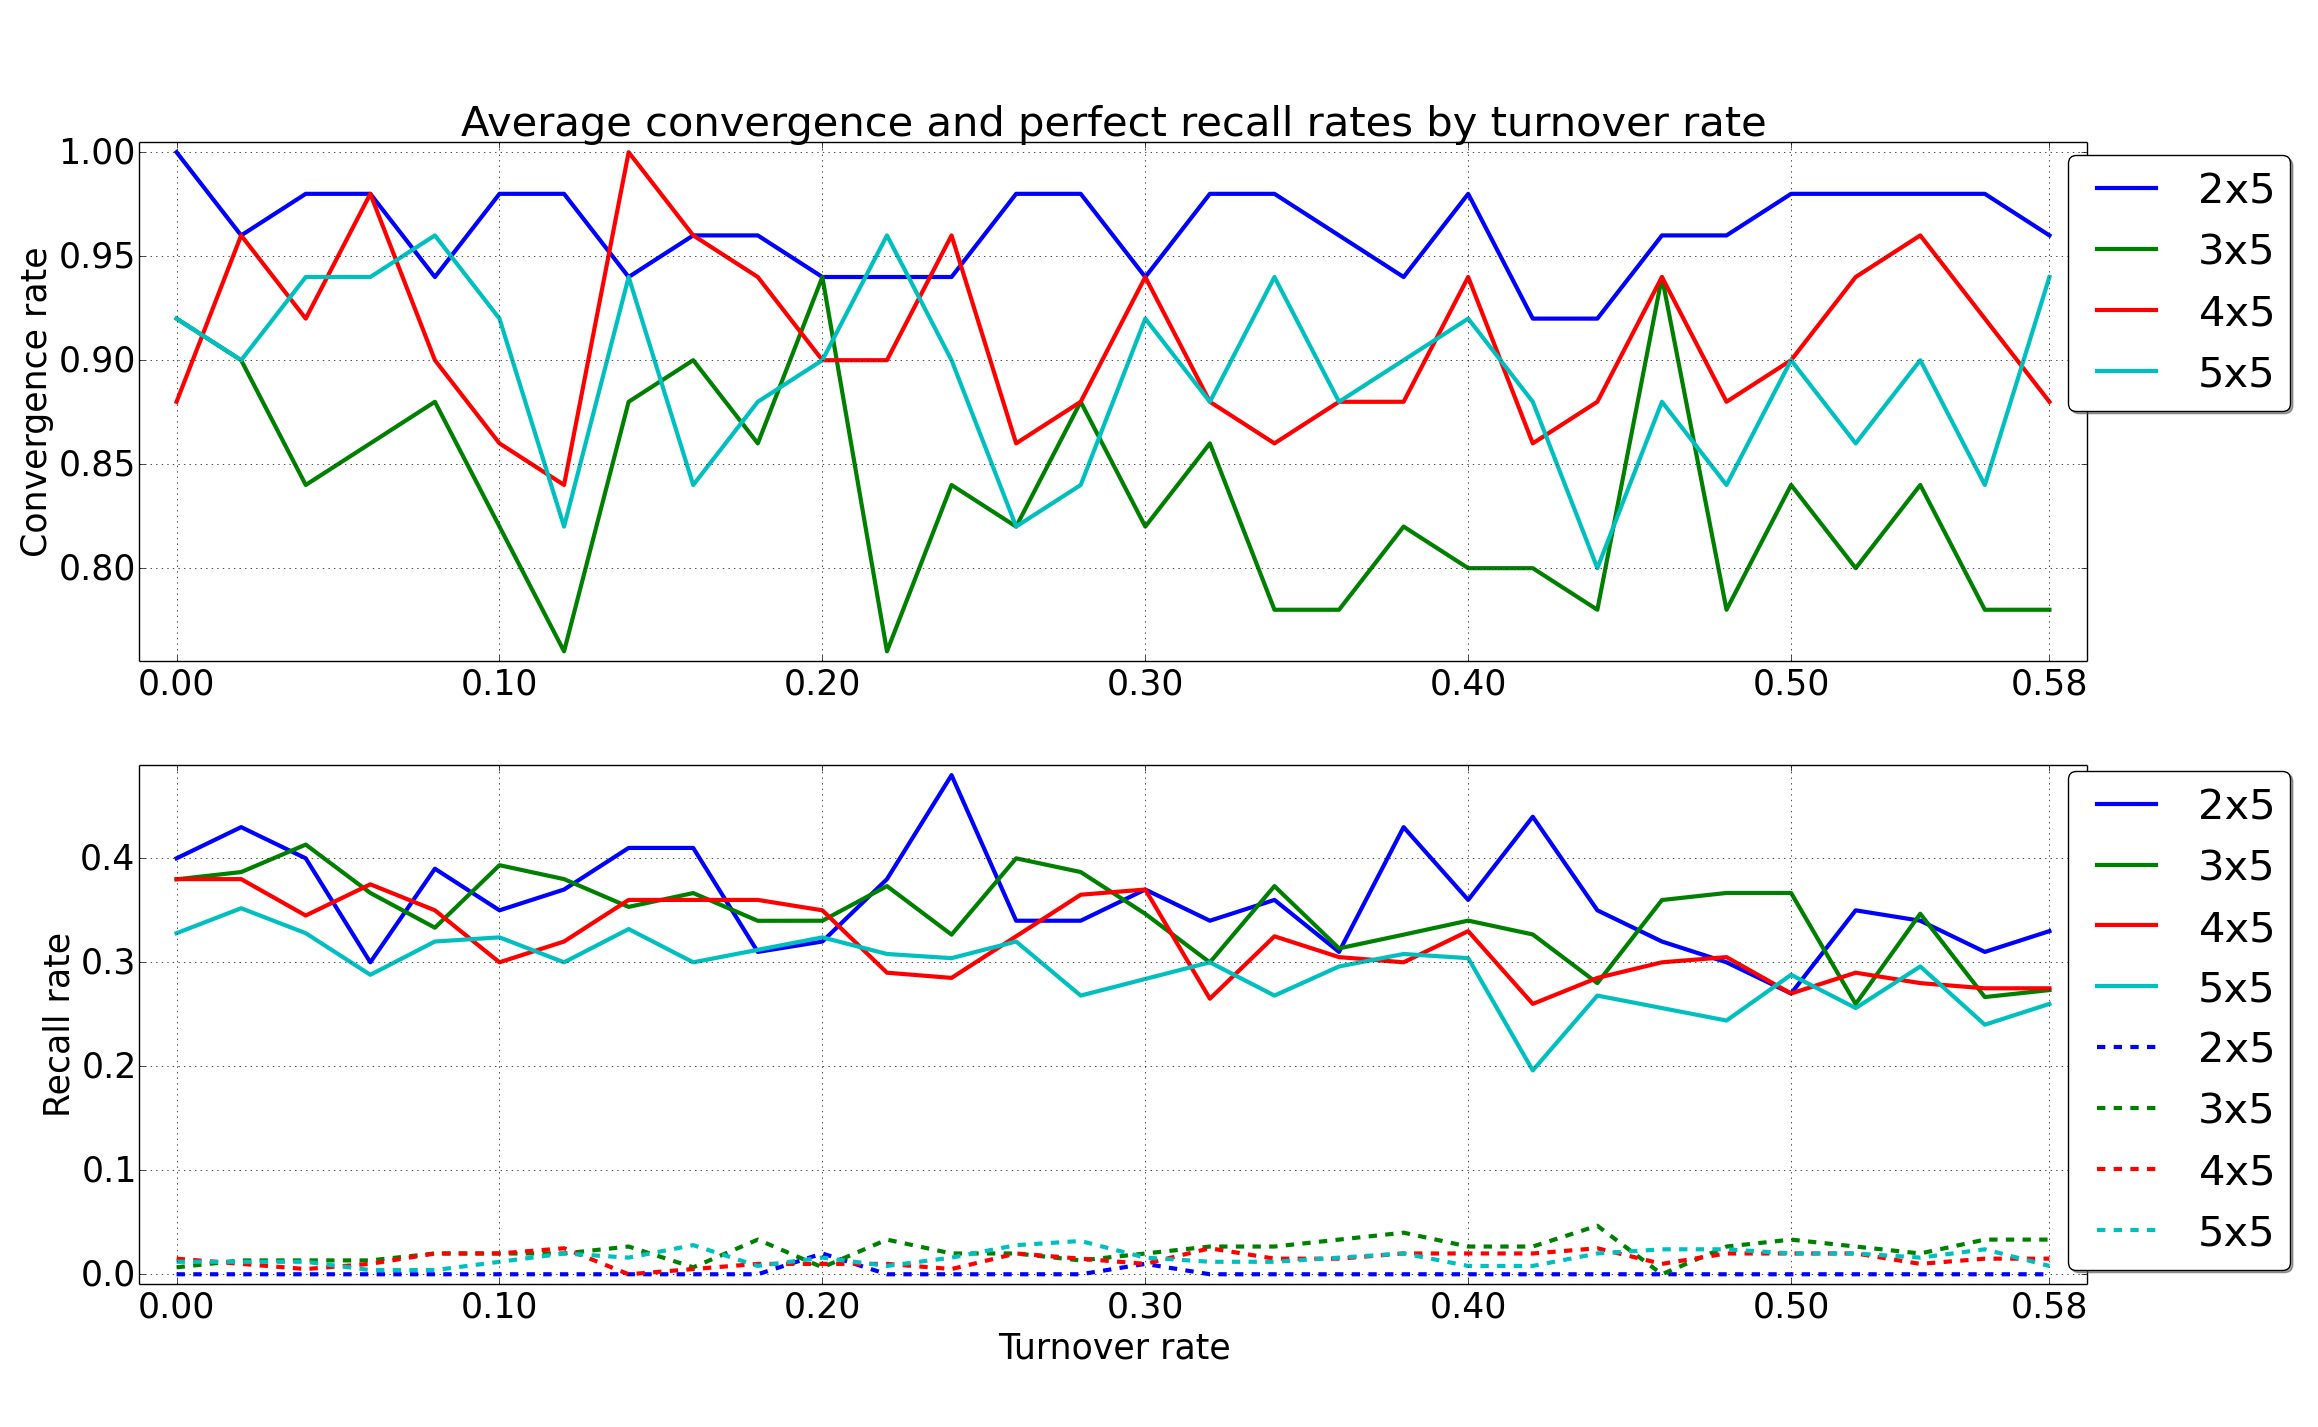 Average convergence and perfect recall rates by turnover rate
Convergence rate
1.00
0.95
0.90
0.85
0.80
0.00 0.10 0.20 0.30 0.40 0.50 0.58
2x5
3x5
4x5
5x5
Recall rate
0.4
0.3
0.2
0.1
0.0
0.00 0.10 0.20 0.30 0.40 0.50 0.58
Turnover rate
2x5
3x5
4x5
5x5
2x5
3x5
4x5
5x5